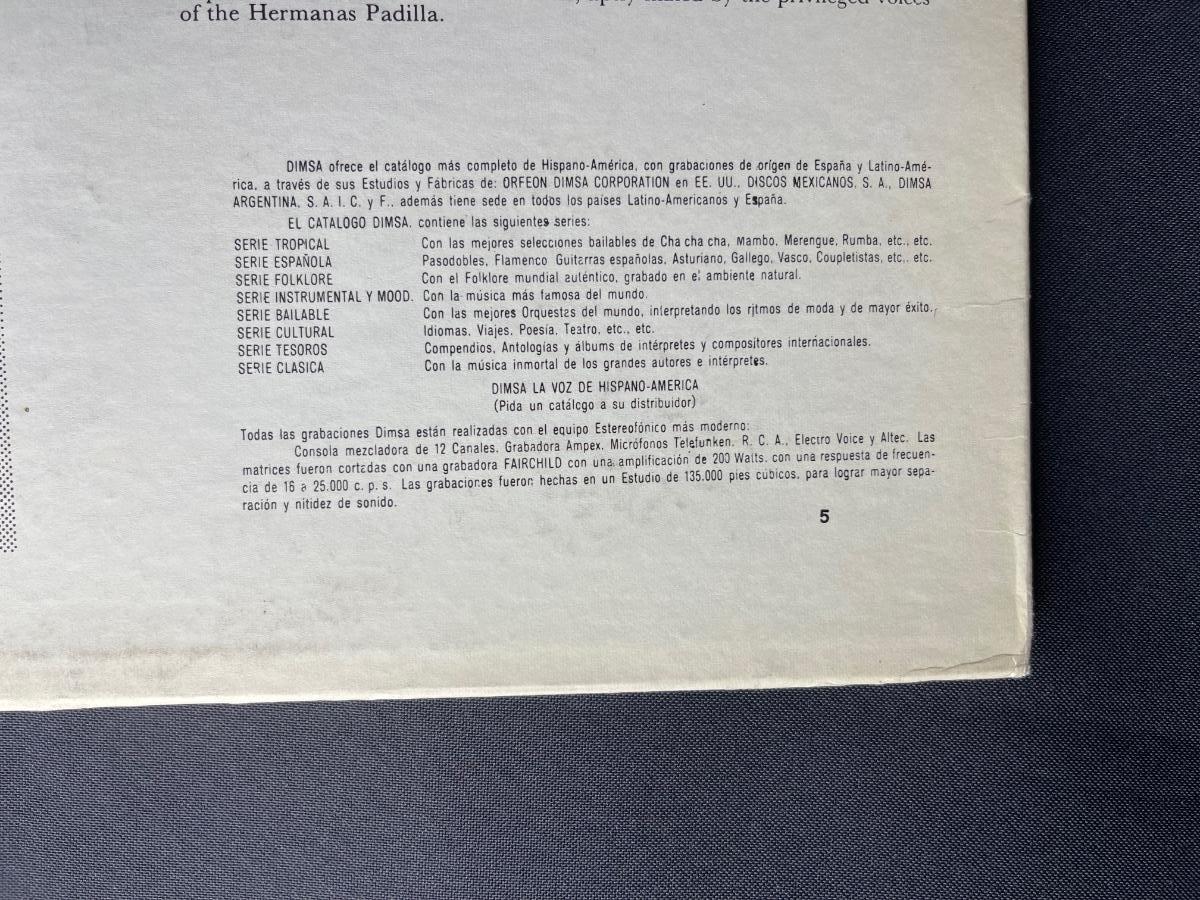 by the privileged voices
of the Hermanas Padilla.
DIMSA ofrece el catálogo más completo de Hispano-América, con grabaciones de orígen de España y Latino-Amé-
rica, a través de sus Estudios y Fábricas de: ORFEON DIMSA CORPORATION en EE. UU., DISCOS MEXICANOS, S. A., DIMSA
ARGENTINA, S. A. I. C. y F., además tiene sede en todos los países Latino-Americanos y España.
EL CATALOGO DIMSA, contiene las siguientes series:
SERIE TROPICAL Con las mejores selecciones bailables de Cha cha cha, Mambo, Merengue, Rumba, etc., etc.
SERIE ESPAÑOLA Pasodobles, Flamenco Guitarras españolas, Asturiano, Gallego, Vasco, Coupletistas, etc., etc.
SERIE FOLKLORE Con el Folklore mundial auténtico, grabado en el ambiente natural.
SERIE INSTRUMENTAL Y MOOD. Con la música más famosa del mundo.
SERIE BAILABLE Con las mejores Orquestas del mundo, interpretando los ritmos de moda y de mayor éxito.
SERIE CULTURAL Idiomas, Viajes, Poesía, Teatro, etc., etc.
SERIE TESOROS Compendios, Antologías y álbums de intérpretes y compositores internacionales.
SERIE CLASICA Con la música inmortal de los grandes autores e intérpretes.
DIMSA LA VOZ DE HISPANO-AMERICA
(Pida un catálogo a su distribuidor)
Todas las grabaciones Dimsa están realizadas con el equipo Estereofónico más moderno:
Consola mezcladora de 12 Canales, Grabadora Ampex, Micrófonos Telefunken, R. C. A., Electro Voice y Altec. Las
matrices fueron cortadas con una grabadora FAIRCHILD con una amplificación de 200 Watts, con una respuesta de frecuen-
cia de 16 a 25.000 c. p. s. Las grabaciones fueron hechas en un Estudio de 135.000 pies cúbicos, para lograr mayor sepa-
ración y nitidez de sonido.
5